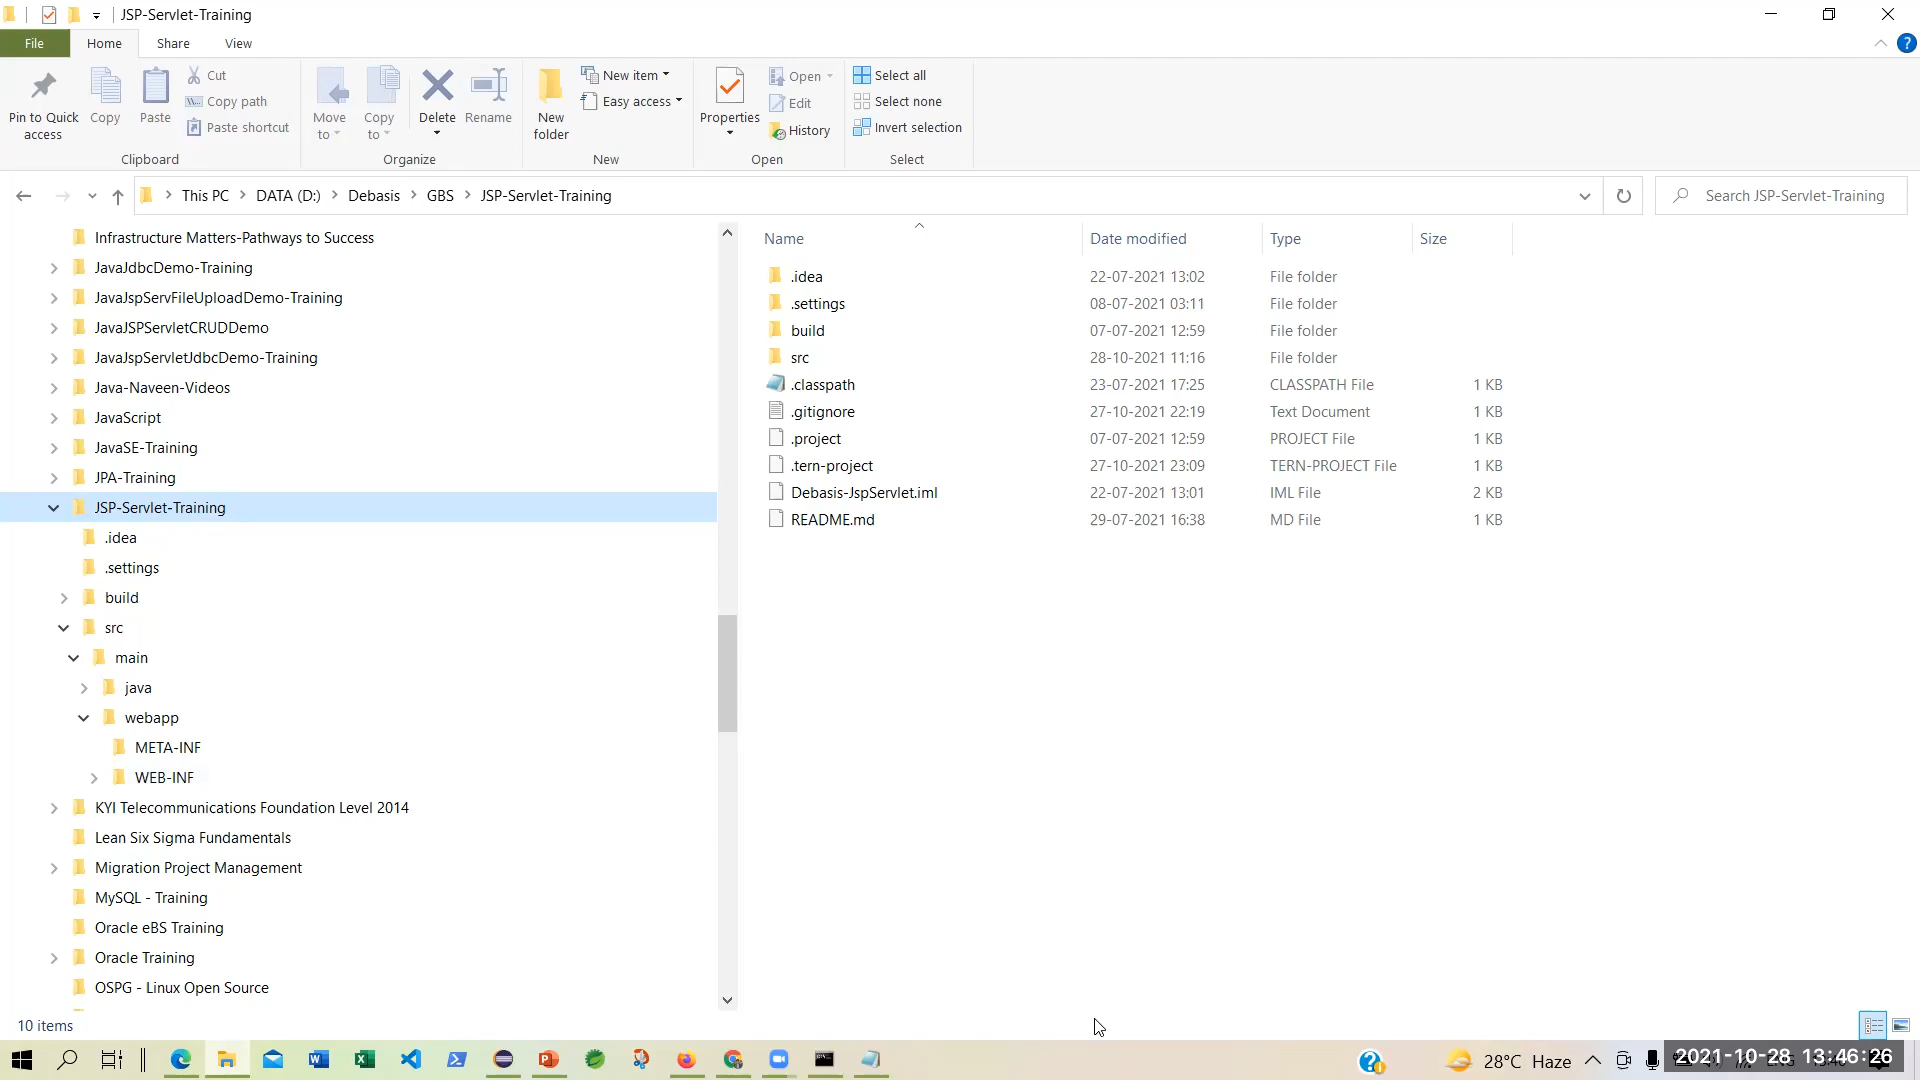 JSP-Servlet-Training
File Home Share View
Pin to Quick access
Copy
Paste
Cut
Copy path
Paste shortcut
Clipboard
Move to
Copy to
Delete
Rename
Organize
New folder
New item
Easy access
New
Properties
Open
Edit
History
Open
Select all
Select none
Invert selection
Select
This PC > DATA (D:) > Debasis > GBS > JSP-Servlet-Training
Search JSP-Servlet-Training
Infrastructure Matters-Pathways to Success
JavaJdbcDemo-Training
JavaJspServFileUploadDemo-Training
JavaJSPServletCRUDDemo
JavaJspServletJdbcDemo-Training
Java-Naveen-Videos
JavaScript
JavaSE-Training
JPA-Training
JSP-Servlet-Training
.idea
.settings
build
src
main
java
webapp
META-INF
WEB-INF
KYI Telecommunications Foundation Level 2014
Lean Six Sigma Fundamentals
Migration Project Management
MySQL - Training
Oracle eBS Training
Oracle Training
OSPG - Linux Open Source
Name Date modified Type Size
.idea 22-07-2021 13:02 File folder
.settings 08-07-2021 03:11 File folder
build 07-07-2021 12:59 File folder
src 28-10-2021 11:16 File folder
.classpath 23-07-2021 17:25 CLASSPATH File 1 KB
.gitignore 27-10-2021 22:19 Text Document 1 KB
.project 07-07-2021 12:59 PROJECT File 1 KB
.tern-project 27-10-2021 23:09 TERN-PROJECT File 1 KB
Debasis-JspServlet.iml 22-07-2021 13:01 IML File 2 KB
README.md 29-07-2021 16:38 MD File 1 KB
10 items
28°C Haze
2021-10-28 13:46:26